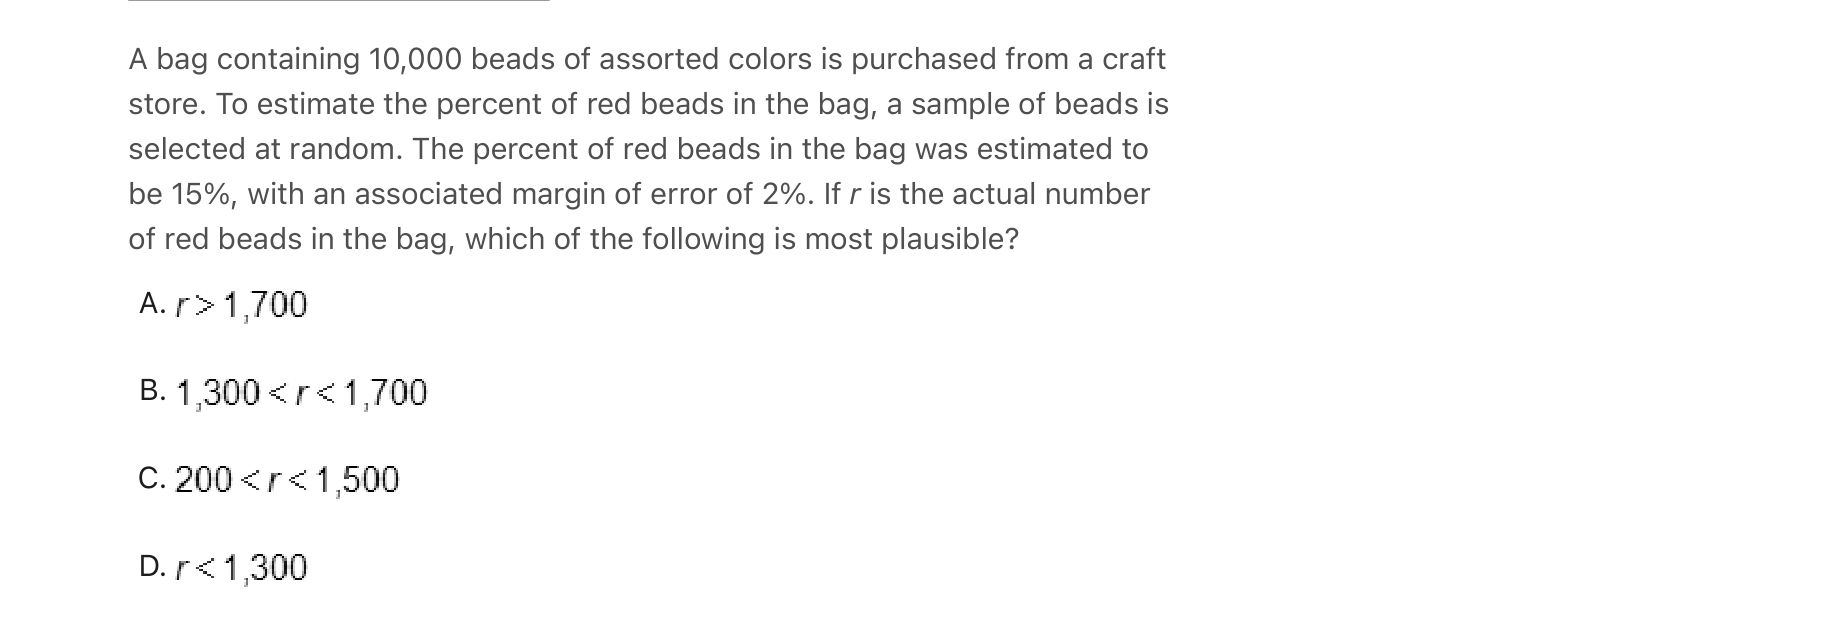 A bag containing 10,000 beads of assorted colors is purchased from a craft
store. To estimate the percent of red beads in the bag, a sample of beads is
selected at random. The percent of red beads in the bag was estimated to
be 15%, with an associated margin of error of 2%. If r is the actual number
of red beads in the bag, which of the following is most plausible?
A. r > 1,700
B. 1,300 < r < 1,700
C. 200 < r < 1,500
D. r < 1,300